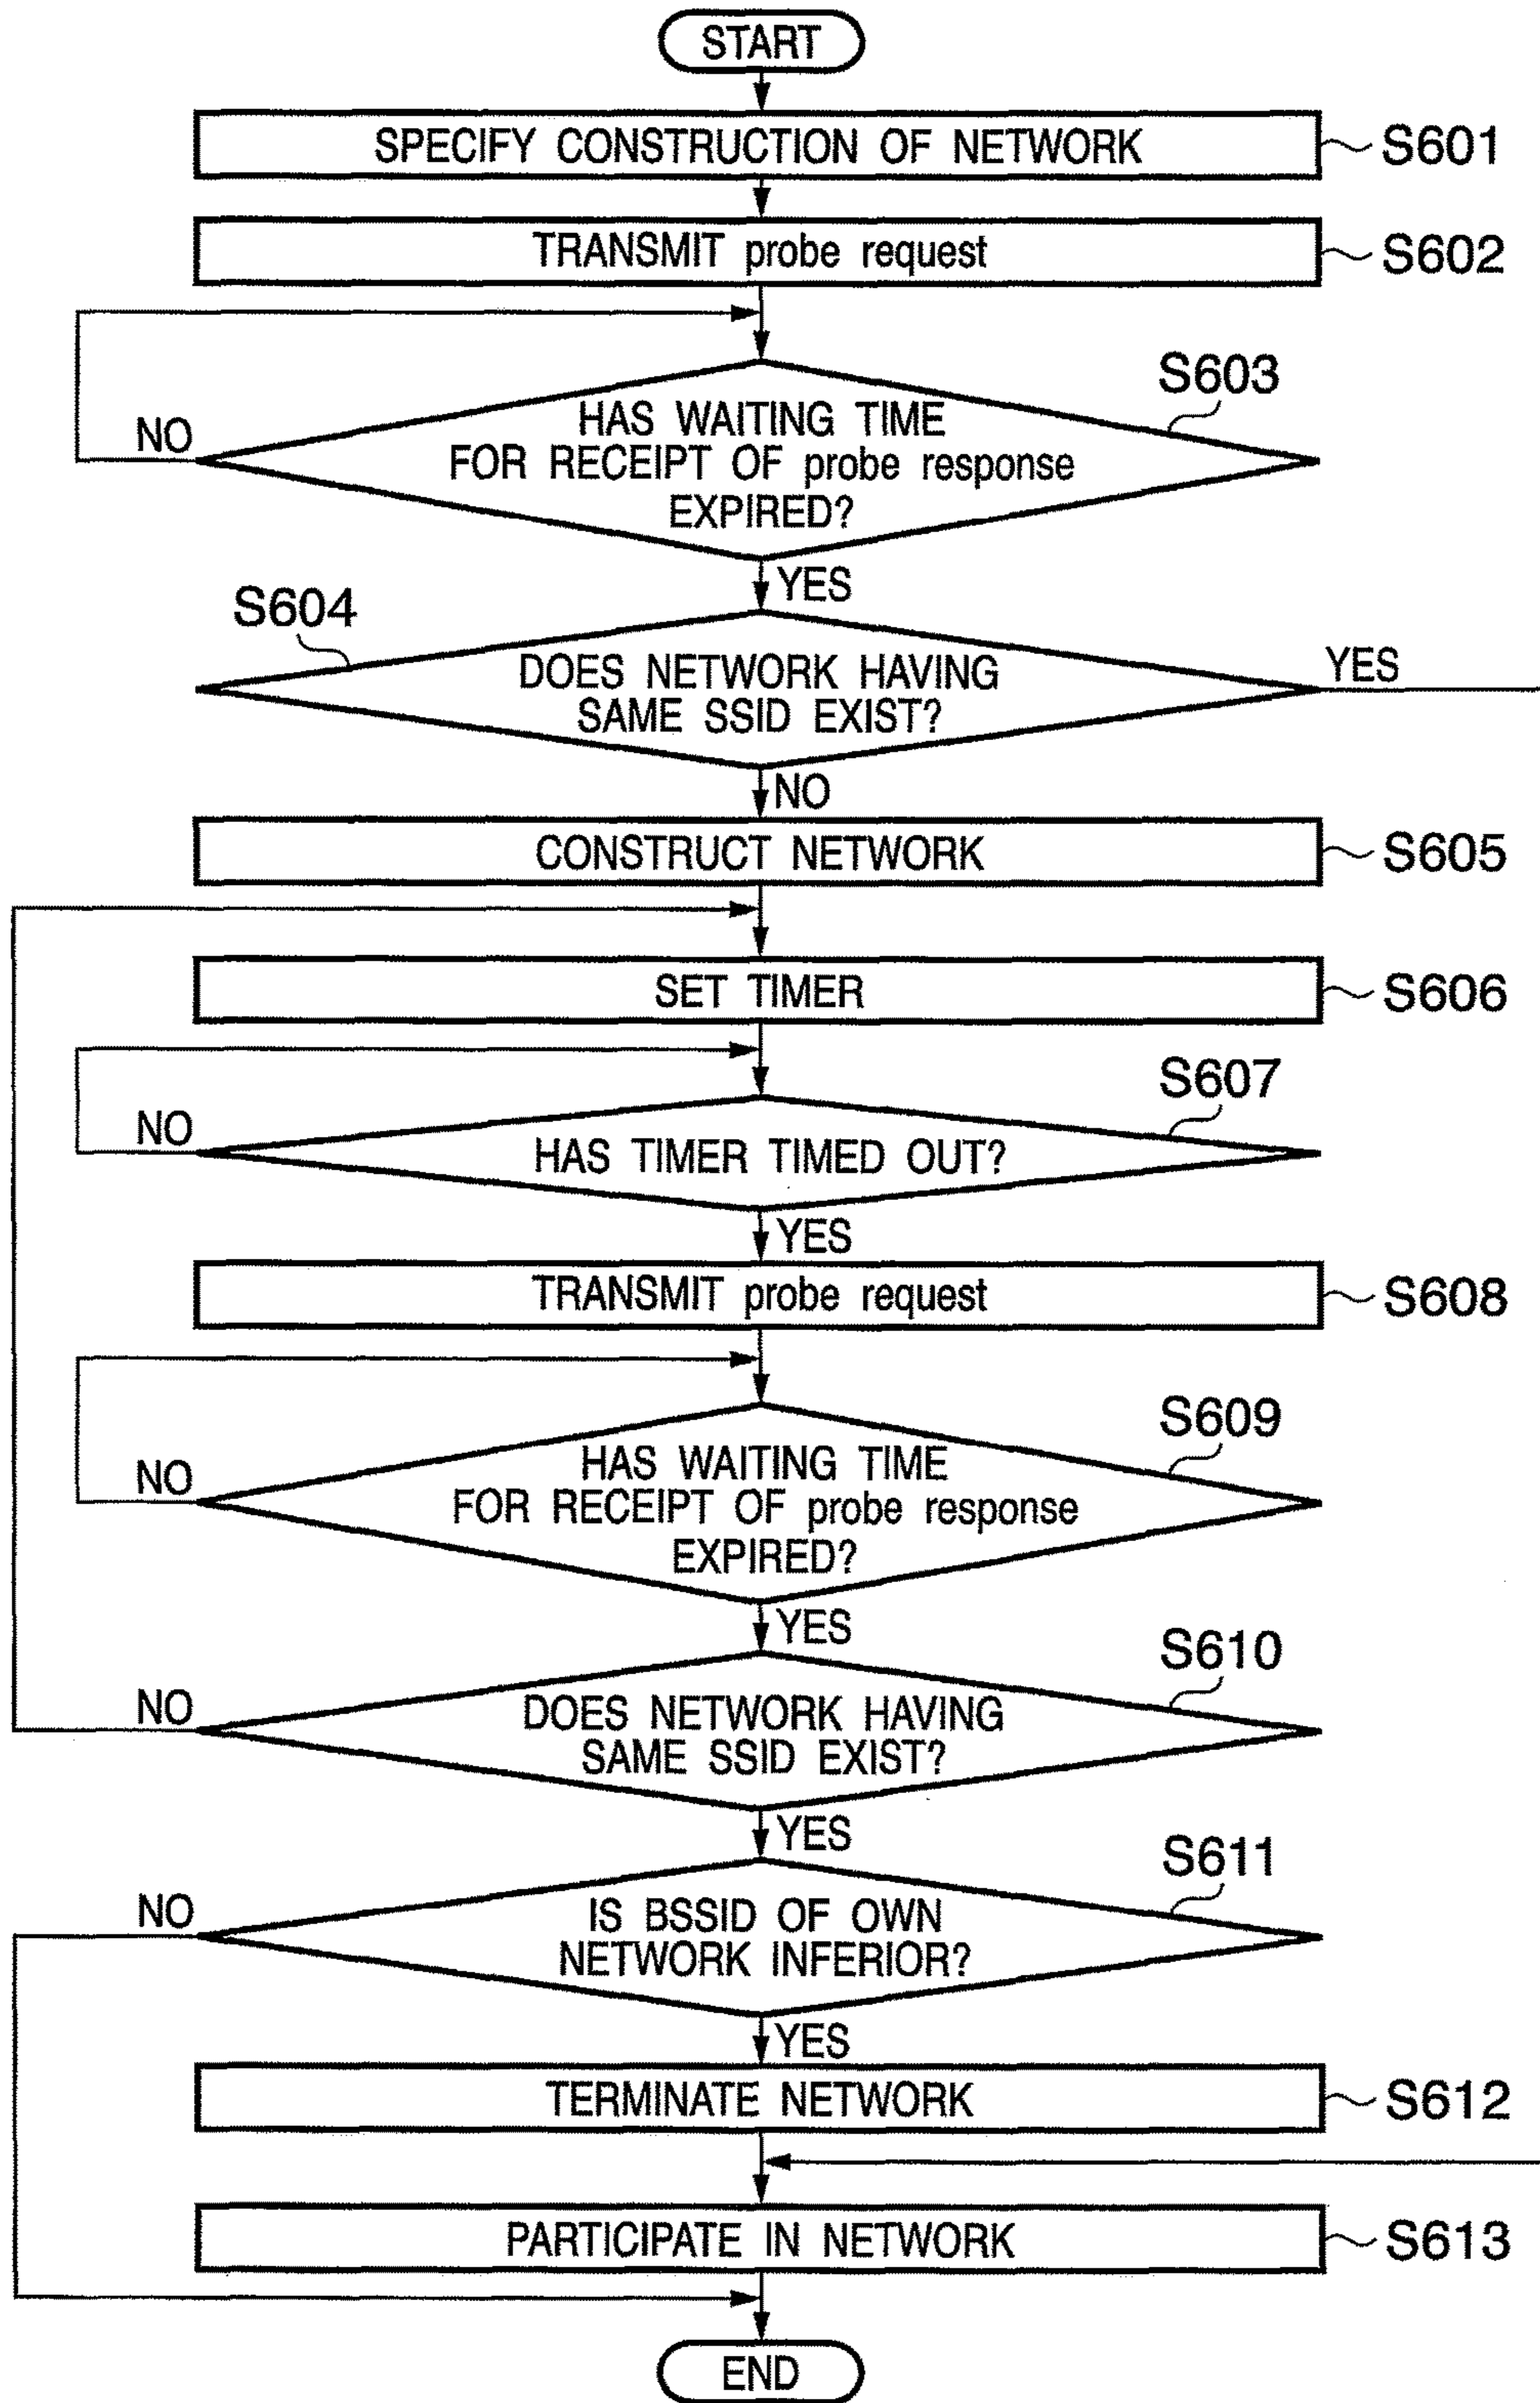 START
SPECIFY CONSTRUCTION OF NETWORK
S601
TRANSMIT probe request
S602
S603
HAS WAITING TIME
FOR RECEIPT OF probe response
EXPIRED?
NO
YES
S604
DOES NETWORK HAVING
SAME SSID EXIST?
YES
NO
CONSTRUCT NETWORK
S605
SET TIMER
S606
S607
HAS TIMER TIMED OUT?
NO
YES
TRANSMIT probe request
S608
S609
HAS WAITING TIME
FOR RECEIPT OF probe response
EXPIRED?
NO
YES
S610
DOES NETWORK HAVING
SAME SSID EXIST?
NO
YES
S611
IS BSSID OF OWN
NETWORK INFERIOR?
NO
YES
TERMINATE NETWORK
S612
PARTICIPATE IN NETWORK
S613
END